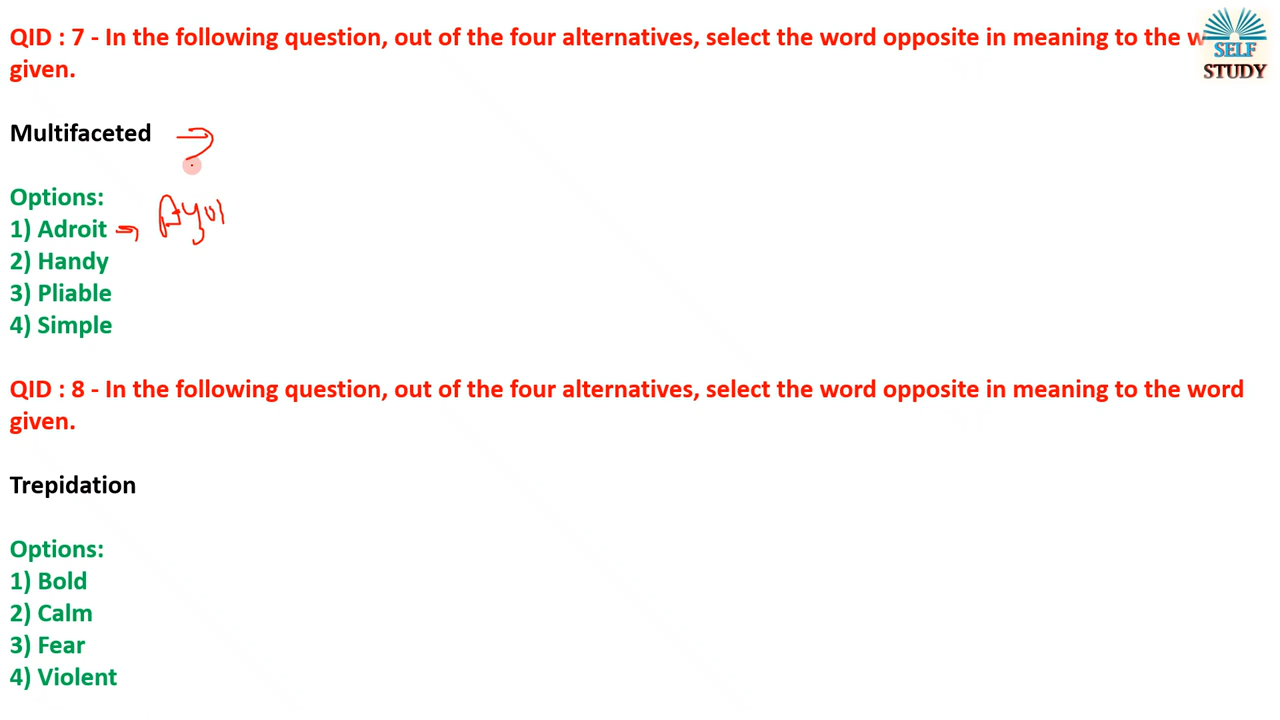 QID : 7 - In the following question, out of the four alternatives, select the word opposite in meaning to the w
given.
SELF
STUDY
Multifaceted
Options:
1) Adroit
2) Handy
3) Pliable
4) Simple
QID : 8 - In the following question, out of the four alternatives, select the word opposite in meaning to the word
given.
Trepidation
Options:
1) Bold
2) Calm
3) Fear
4) Violent